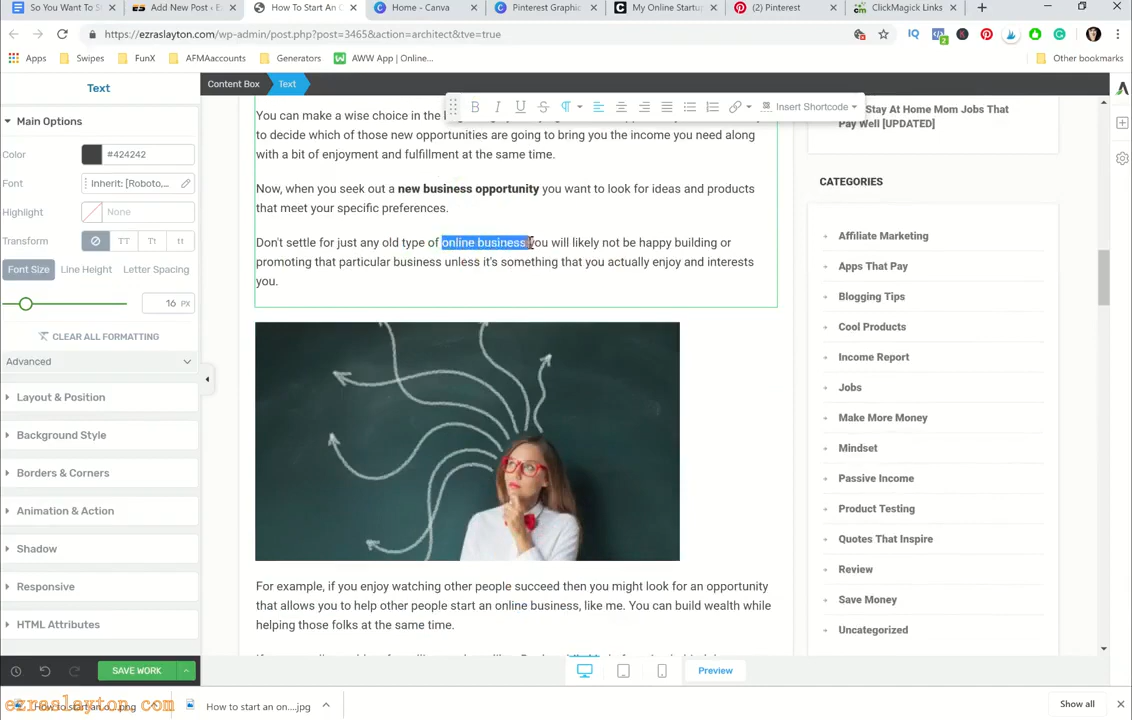 So You Want To St
Add New Post ‹ E
How To Start An O
Home - Canva
Pinterest Graphic
My Online Startu
(2) Pinterest
ClickMagick Links
https://ezraslayton.com/wp-admin/post.php?post=3465&action=architect&tve=true
Apps
Swipes
FunX
AFMAaccounts
Generators
AWW App | Onlin...
Other bookmarks
Content Box
Text
Text
Main Options
Color
#424242
Font
Inherit: [Roboto,...
Highlight
None
Transform
TT
Tt
tt
Font Size
Line Height
Letter Spacing
16 PX
CLEAR ALL FORMATTING
Advanced
Layout & Position
Background Style
Borders & Corners
Animation & Action
Shadow
Responsive
HTML Attributes
SAVE WORK
B I U S
Insert Shortcode
You can make a wise choice in the
to decide which of those new opportunities are going to bring you the income you need along
with a bit of enjoyment and fulfillment at the same time.
Now, when you seek out a new business opportunity you want to look for ideas and products
that meet your specific preferences.
Don't settle for just any old type of online business you will likely not be happy building or
promoting that particular business unless it's something that you actually enjoy and interests
you.
For example, if you enjoy watching other people succeed then you might look for an opportunity
that allows you to help other people start an online business, like me. You can build wealth while
helping those folks at the same time.
Stay At Home Mom Jobs That
Pay Well [UPDATED]
CATEGORIES
Affiliate Marketing
Apps That Pay
Blogging Tips
Cool Products
Income Report
Jobs
Make More Money
Mindset
Passive Income
Product Testing
Quotes That Inspire
Review
Save Money
Uncategorized
Preview
ezraslayton.com
How to start an on....jpg
Show all